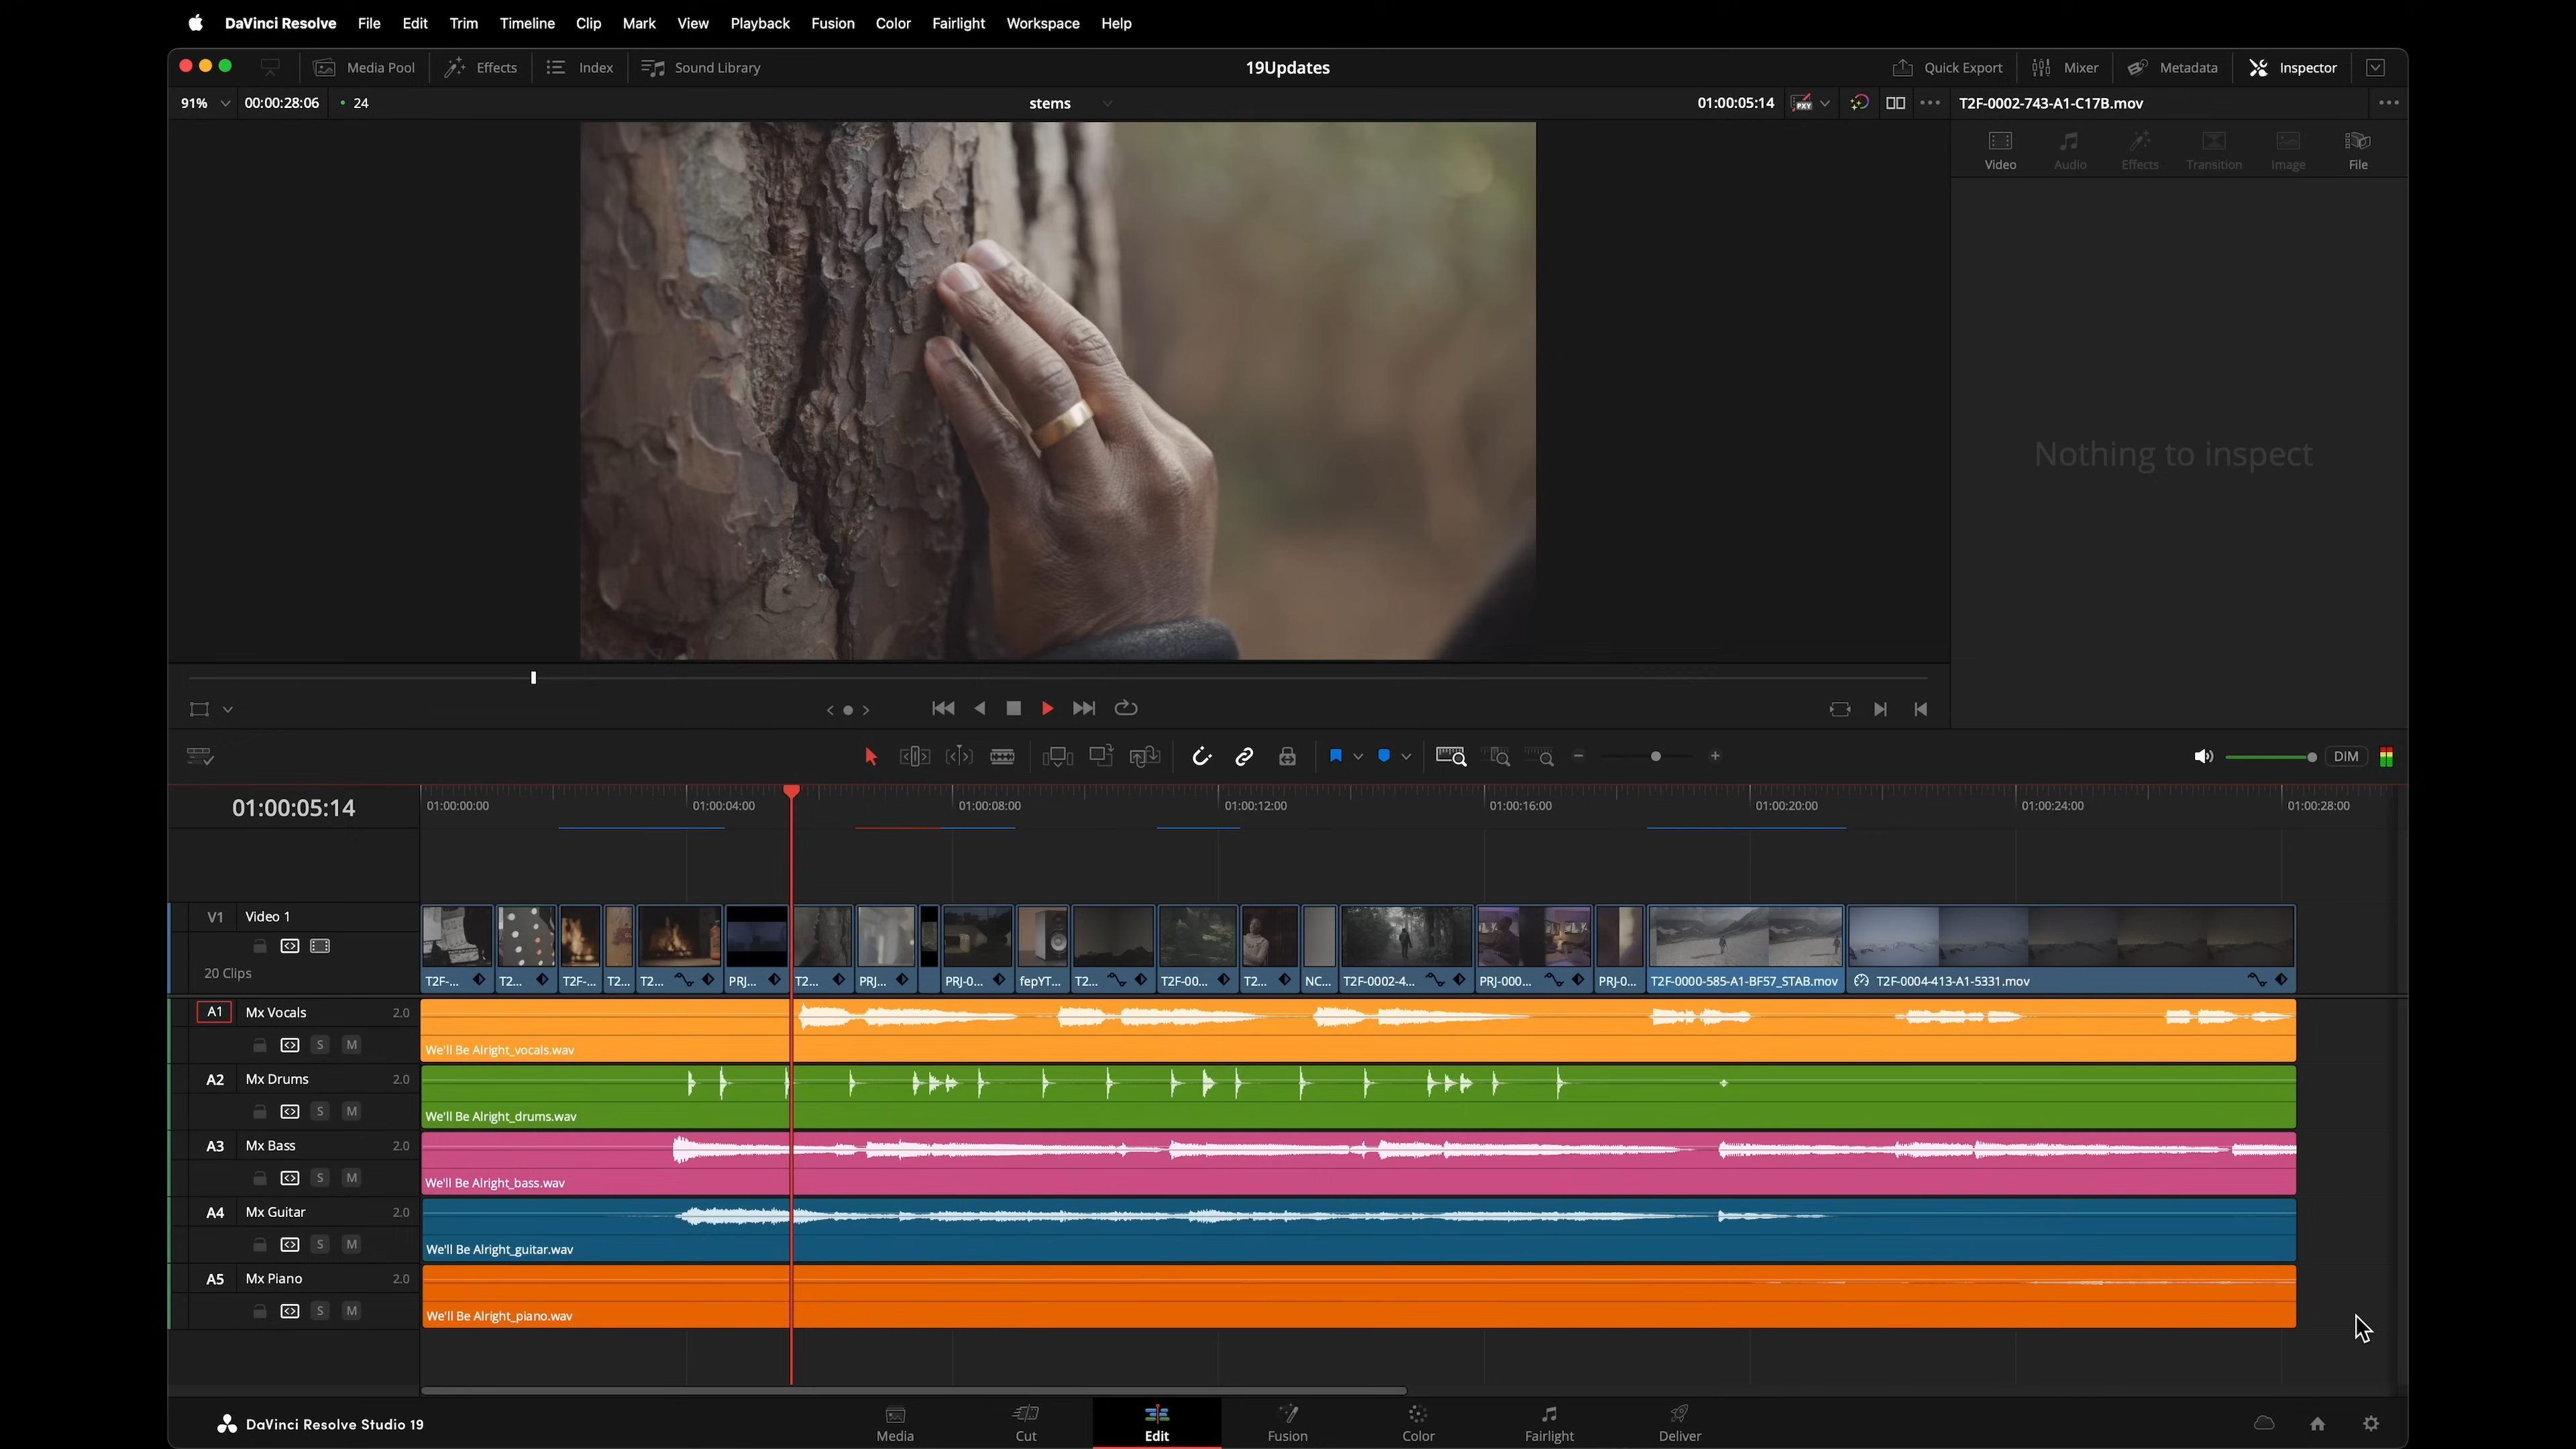 DaVinci Resolve File Edit Trim Timeline Clip Mark View Playback Fusion Color Fairlight Workspace Help
Media Pool Effects Index Sound Library 19Updates Quick Export Mixer Metadata Inspector
91% 00:00:28:06 24 stems 01:00:05:14 PXY T2F-0002-743-A1-C17B.mov
Video Audio Effects Transition Image File
Nothing to inspect
DIM
01:00:05:14 01:00:00:00 01:00:04:00 01:00:08:00 01:00:12:00 01:00:16:00 01:00:20:00 01:00:24:00 01:00:28:00
V1 Video 1
20 Clips T2F-... T2... T2F-... T2... T2... PRJ... T2... PRJ... PRJ-0... fepYT... T2... T2F-00... T2... NC... T2F-0002-4... PRJ-000... PRJ-0... T2F-0000-585-A1-BF57_STAB.mov T2F-0004-413-A1-5331.mov
A1 Mx Vocals 2.0
S M We'll Be Alright_vocals.wav
A2 Mx Drums 2.0
S M We'll Be Alright_drums.wav
A3 Mx Bass 2.0
S M We'll Be Alright_bass.wav
A4 Mx Guitar 2.0
S M We'll Be Alright_guitar.wav
A5 Mx Piano 2.0
S M We'll Be Alright_piano.wav
DaVinci Resolve Studio 19 Media Cut Edit Fusion Color Fairlight Deliver